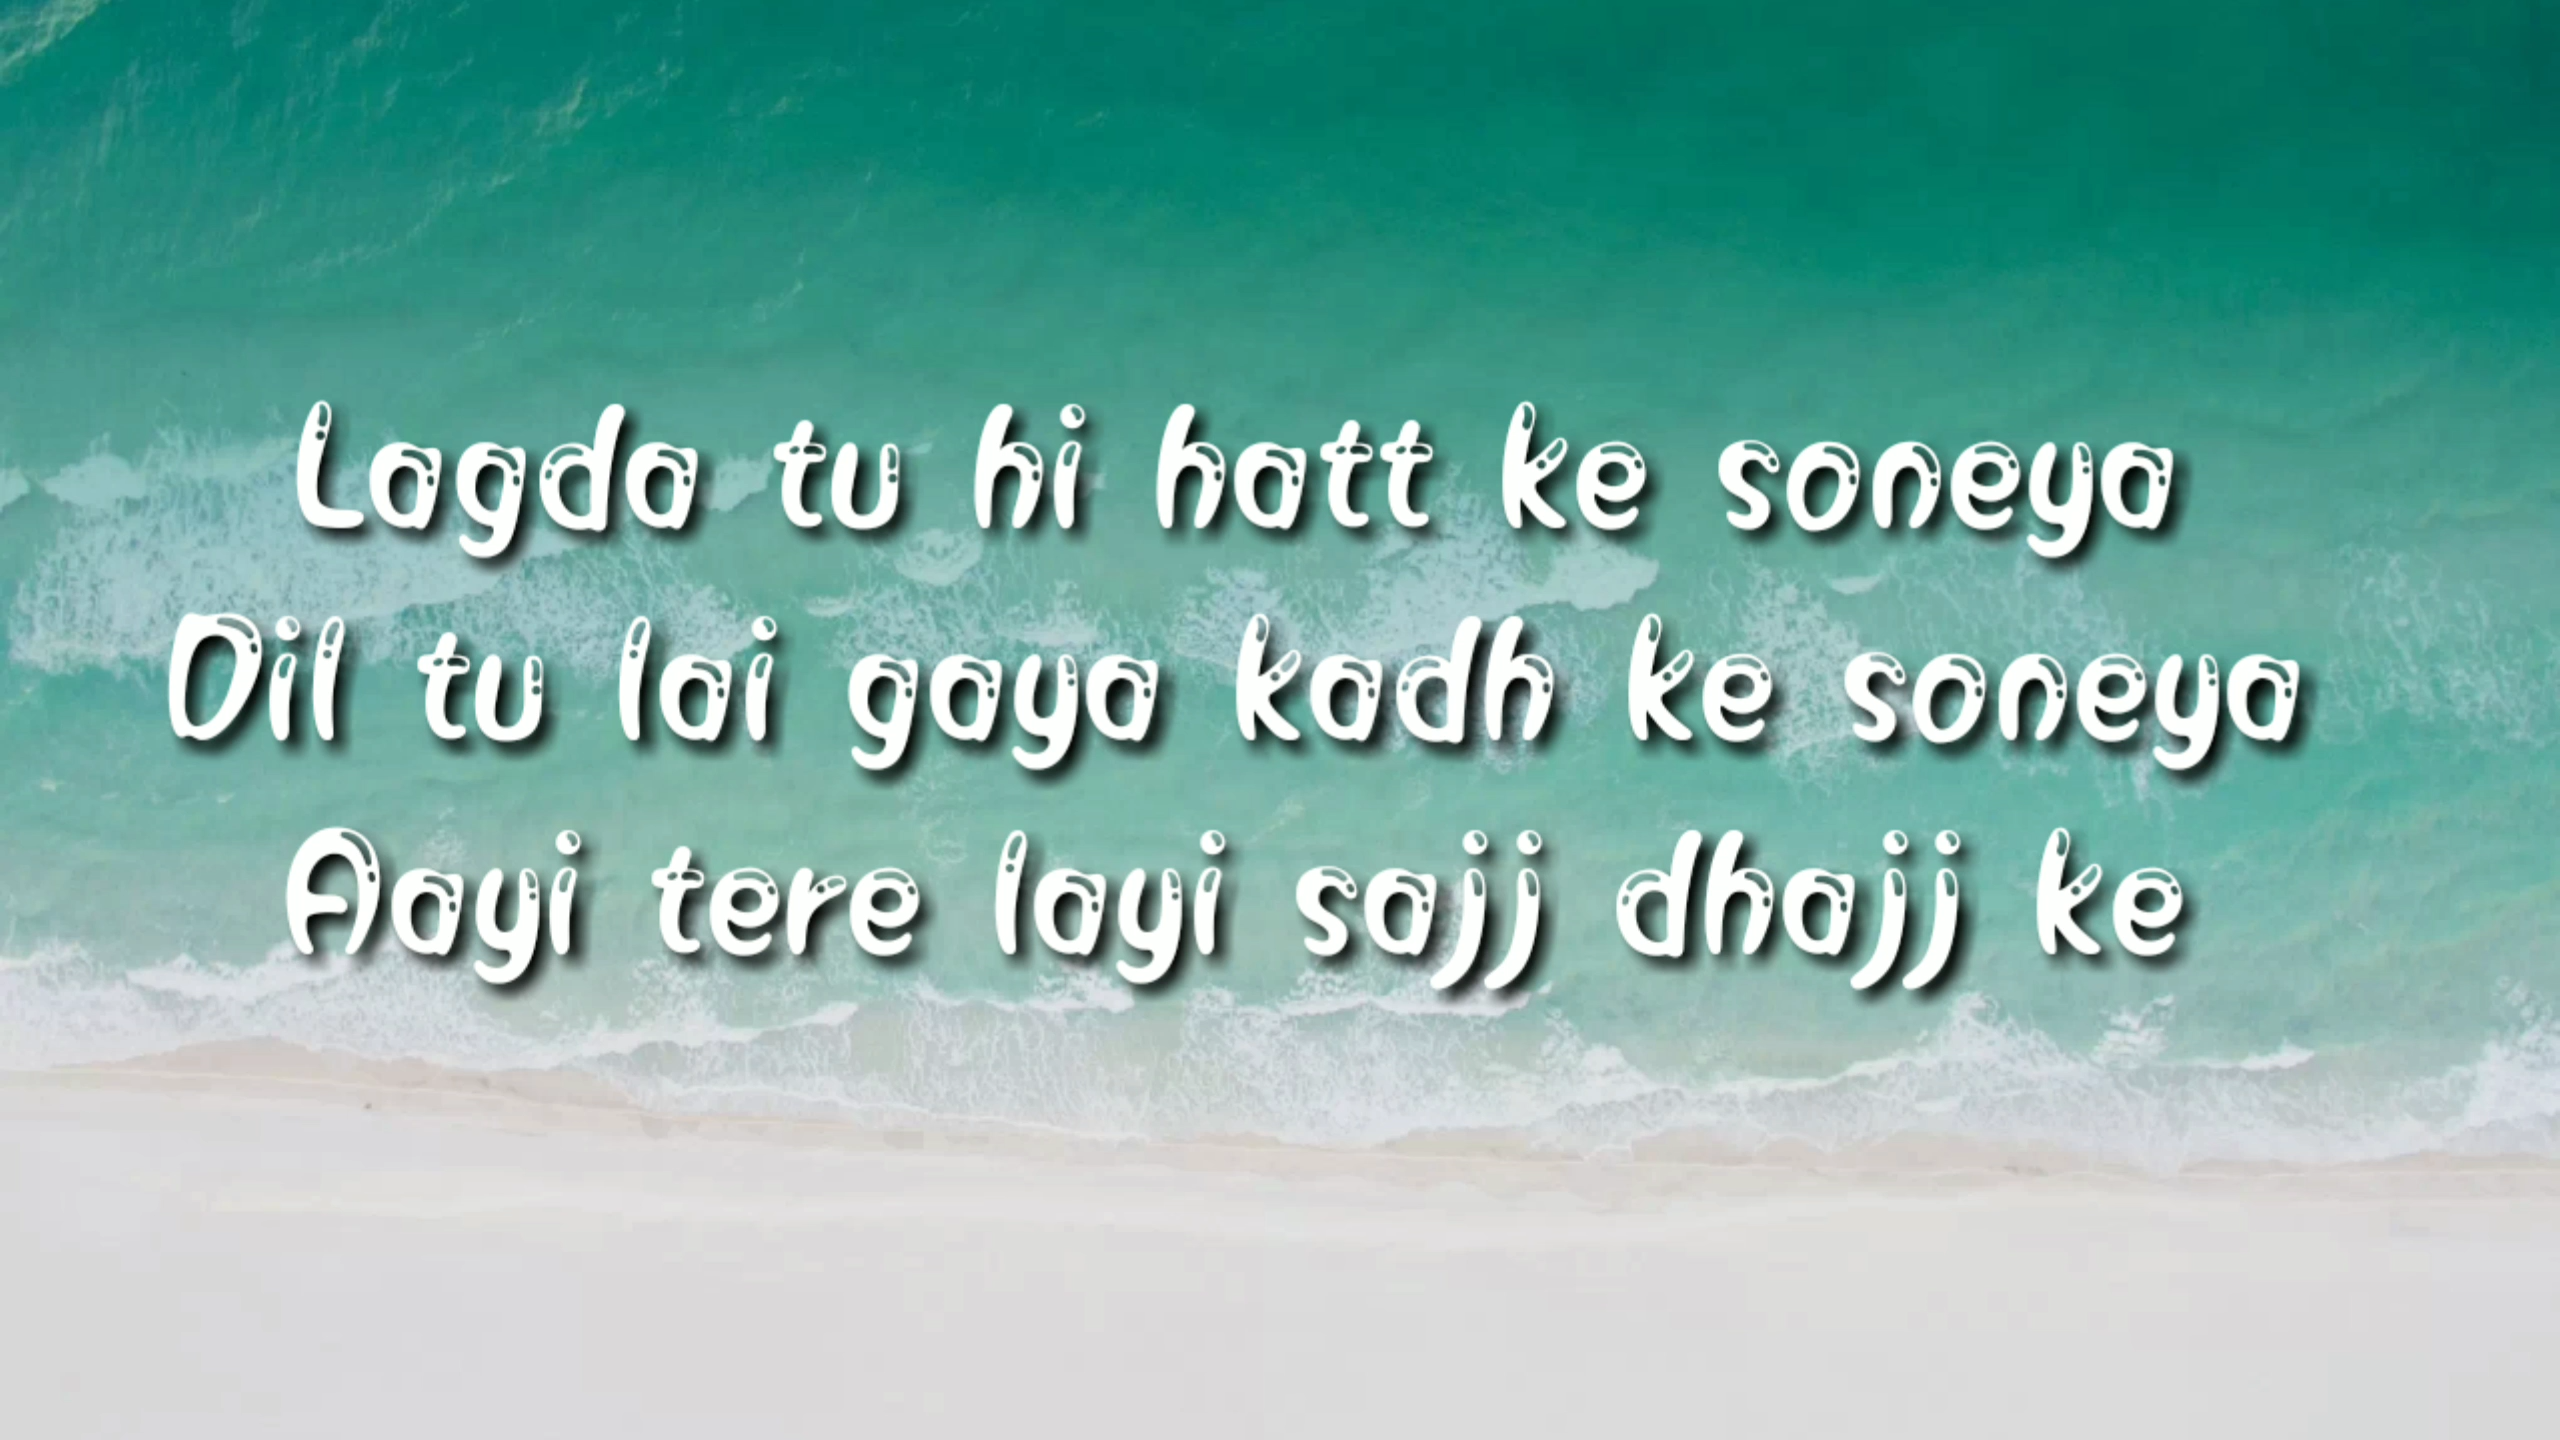 Lagda tu hi hatt ke soneya
Dil tu lai gaya kadh ke soneya
Aayi tere layi sajj dhajj ke